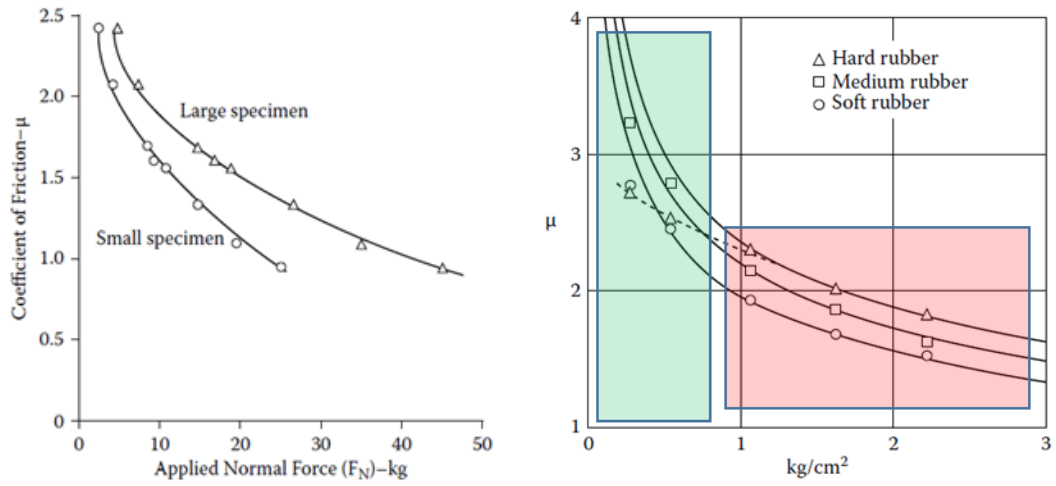 2.5
2.0
1.5
1.0
0.5
0
Coefficient of Friction–μ
Large specimen
Small specimen
10 20 30 40 50
Applied Normal Force (F_N)–kg
4
3
2
1
μ
Hard rubber
Medium rubber
Soft rubber
0 1 2 3
kg/cm²